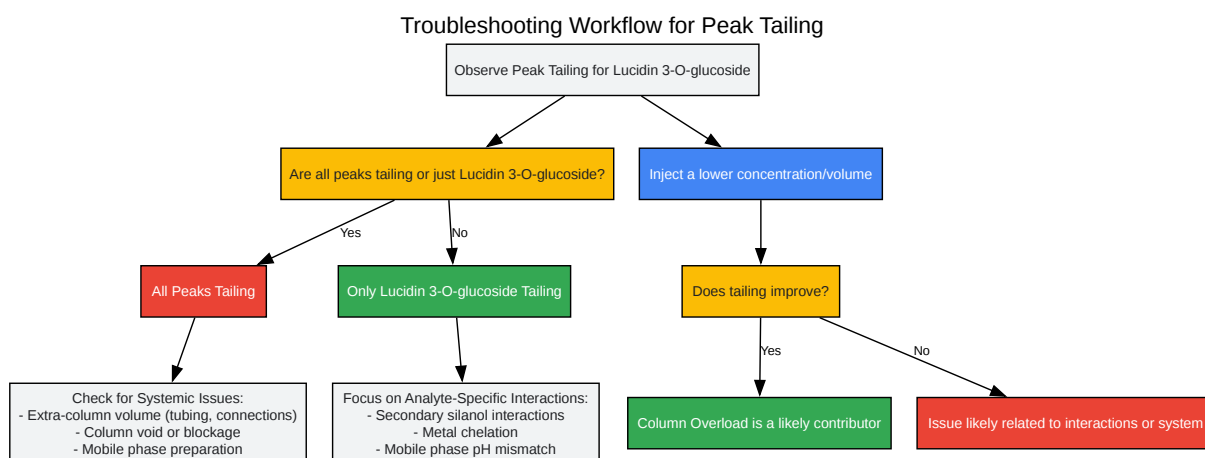 Troubleshooting Workflow for Peak Tailing
Observe Peak Tailing for Lucidin 3-O-glucoside
Are all peaks tailing or just Lucidin 3-O-glucoside?
Inject a lower concentration/volume
Yes
No
All Peaks Tailing
Only Lucidin 3-O-glucoside Tailing
Does tailing improve?
Yes
No
Check for Systemic Issues:
- Extra-column volume (tubing, connections)
- Column void or blockage
- Mobile phase preparation
Focus on Analyte-Specific Interactions:
- Secondary silanol interactions
- Metal chelation
- Mobile phase pH mismatch
Column Overload is a likely contributor
Issue likely related to interactions or system